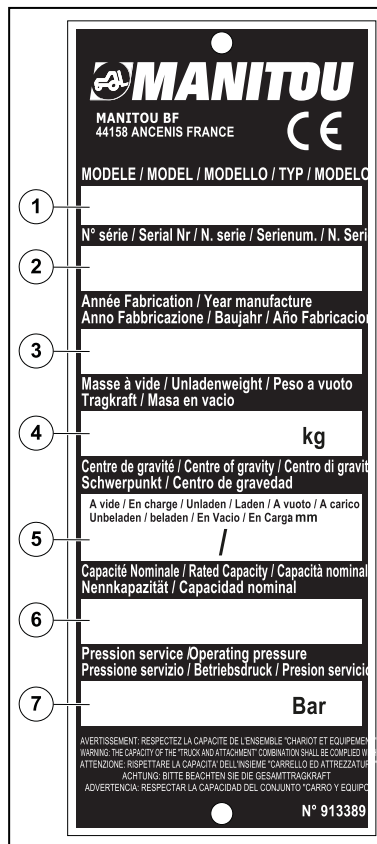 MANITOU
MANITOU BF
44158 ANCENIS FRANCE
CE
MODELE / MODEL / MODELLO / TYP / MODELO
1
N° série / Serial Nr / N. serie / Serienum. / N. Seri
2
Année Fabrication / Year manufacture
Anno Fabbricazione / Baujahr / Año Fabricacion
3
Masse à vide / Unladenweight / Peso a vuoto
Tragkraft / Masa en vacio
4
kg
Centre de gravité / Centre of gravity / Centro di gravit
Schwerpunkt / Centro de gravedad
A vide / En charge / Unladen / Laden / A vuoto / A carico
Unbeladen / beladen / En Vacio / En Carga mm
5
/
Capacité Nominale / Rated Capacity / Capacità nominal
Nennkapazität / Capacidad nominal
6
Pression service /Operating pressure
Pressione servizio / Betriebsdruck / Presion servicio
7
Bar
AVERTISSEMENT: RESPECTEZ LA CAPACITE DE L'ENSEMBLE "CHARIOT ET EQUIPEMEN
WARNING: THE CAPACITY OF THE "TRUCK AND ATTACHMENT" COMBINATION SHALL BE COMPLIED WI
ATTENZIONE: RISPETTARE LA CAPACITA' DELL'INSIEME "CARRELLO ED ATTREZZATUR
ACHTUNG: BITTE BEACHTEN SIE DIE GESAMTTRAGKRAFT
ADVERTENCIA: RESPECTAR LA CAPACIDAD DEL CONJUNTO "CARRO Y EQUIPO
N° 913389